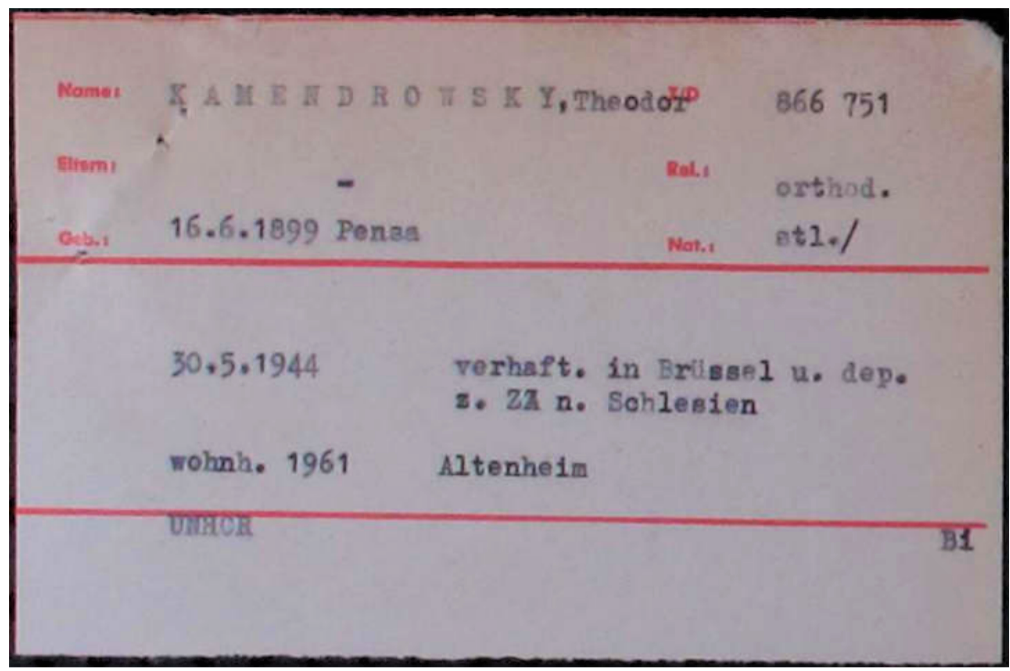 Name: K A M E N D R O W S K Y, Theodor T/D 866 751
Eltern: - Rel.: orthod.
Geb.: 16.6.1899 Pensa Nat.: stl./
30.5.1944 verhaft. in Brüssel u. dep.
z. ZA n. Schlesien
wohnh. 1961 Altenheim
UNHCR
Bi